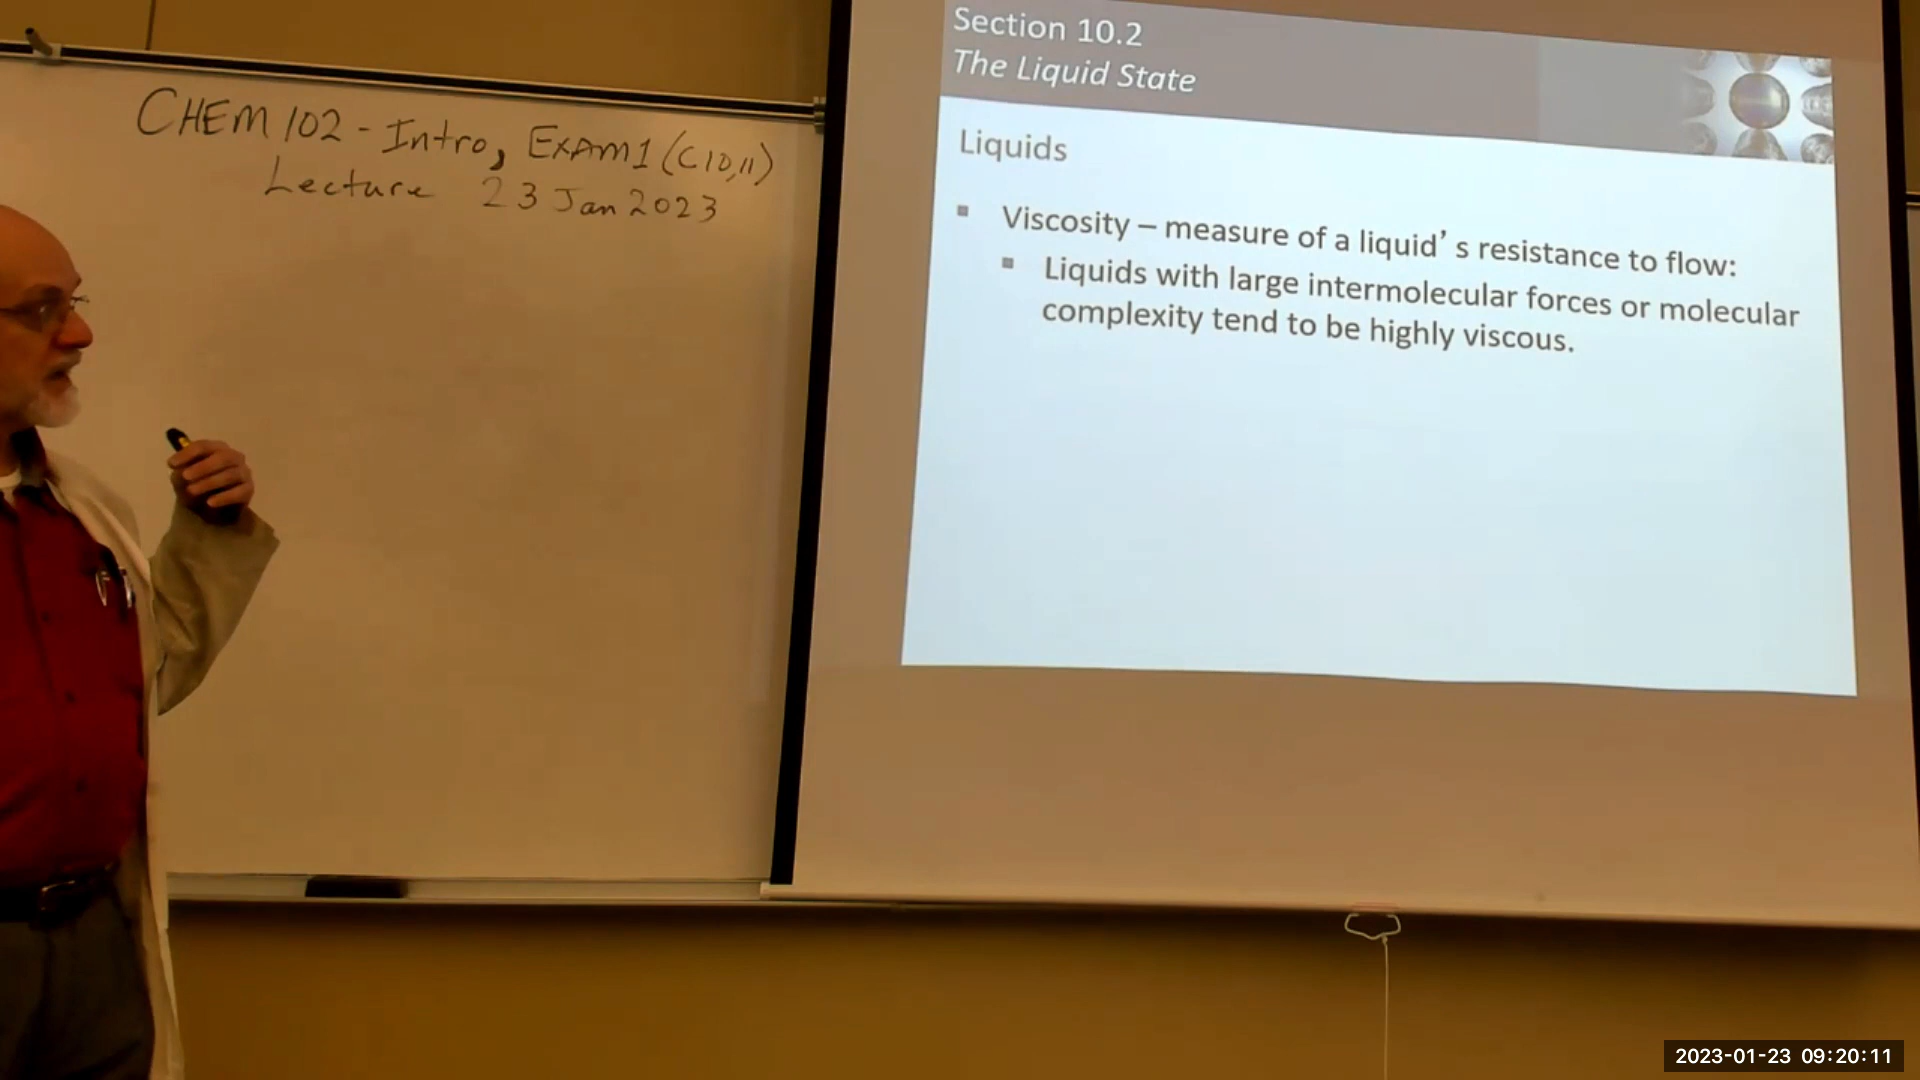 CHEM 102 - Intro, EXAM1 (C10,11)
Lecture 23 Jan 2023
Section 10.2
The Liquid State
Liquids
▪ Viscosity – measure of a liquid’s resistance to flow:
▪ Liquids with large intermolecular forces or molecular
complexity tend to be highly viscous.
2023-01-23 09:20:11